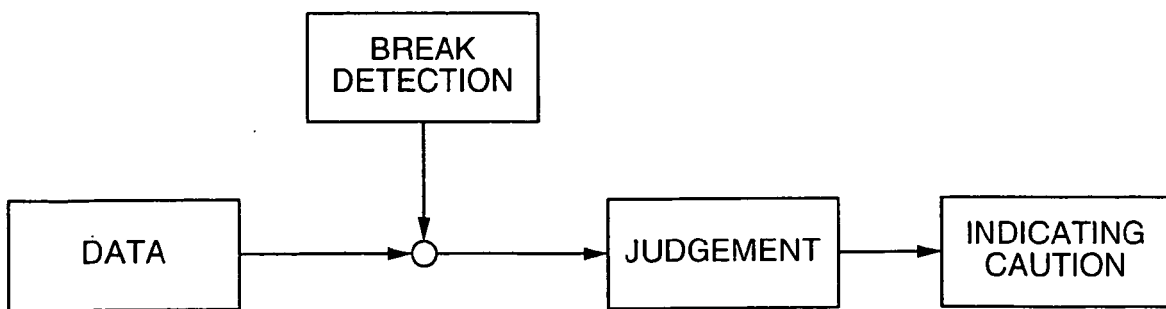 BREAK
DETECTION
DATA
JUDGEMENT
INDICATING
CAUTION